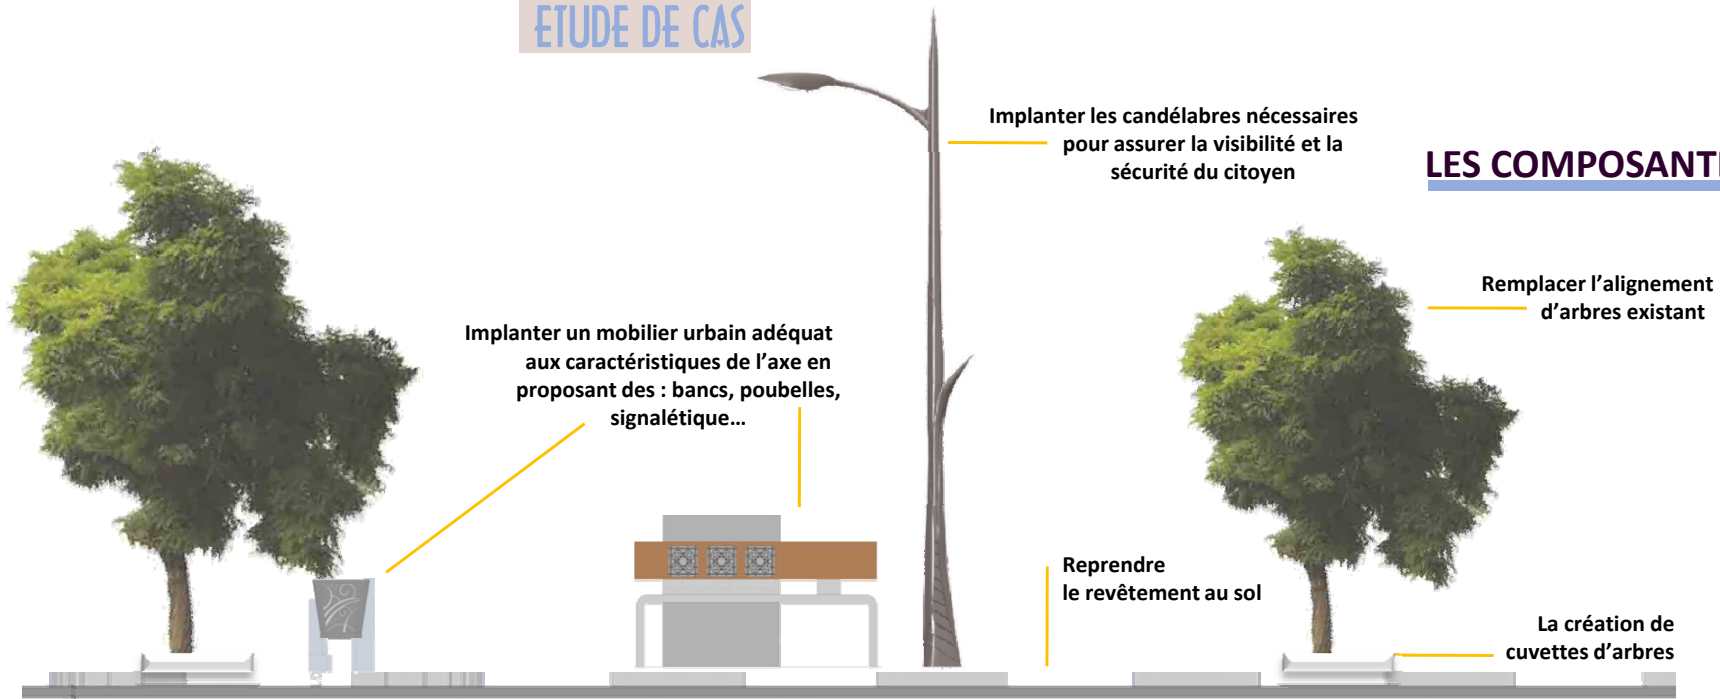 ETUDE DE CAS
Implanter les candélabres nécessaires
pour assurer la visibilité et la
sécurité du citoyen
LES COMPOSANT
Remplacer l'alignement
d'arbres existant
Implanter un mobilier urbain adéquat
aux caractéristiques de l'axe en
proposant des : bancs, poubelles,
signalétique…
Reprendre
le revêtement au sol
La création de
cuvettes d'arbres